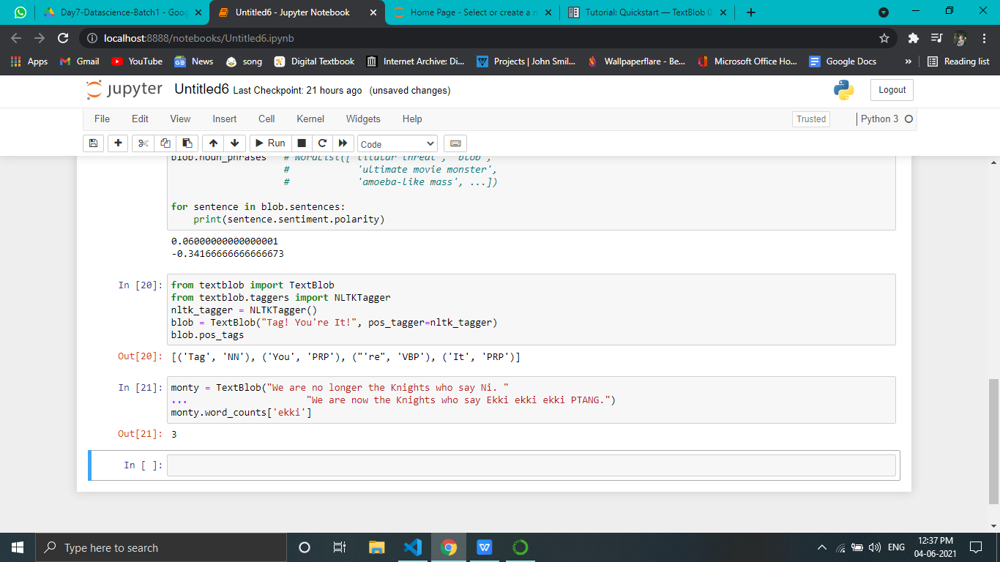 Day7-Datascience-Batch1 - Goog
Untitled6 - Jupyter Notebook
Home Page - Select or create a n
Tutorial: Quickstart — TextBlob 0
localhost:8888/notebooks/Untitled6.ipynb
Apps
Gmail
YouTube
News
song
Digital Textbook
Internet Archive: Di...
Projects | John Smil...
Wallpaperflare - Be...
Microsoft Office Ho...
Google Docs
»
Reading list
jupyter Untitled6 Last Checkpoint: 21 hours ago (unsaved changes)
Logout
File Edit View Insert Cell Kernel Widgets Help
Trusted
Python 3
Run
Code
blob.noun_phrases # WordList(['titular threat', 'blob',
# 'ultimate movie monster',
# 'amoeba-like mass', ...])
for sentence in blob.sentences:
print(sentence.sentiment.polarity)
0.06000000000000001
-0.34166666666666673
In [20]: from textblob import TextBlob
from textblob.taggers import NLTKTagger
nltk_tagger = NLTKTagger()
blob = TextBlob("Tag! You're It!", pos_tagger=nltk_tagger)
blob.pos_tags
Out[20]: [('Tag', 'NN'), ('You', 'PRP'), ("'re", 'VBP'), ('It', 'PRP')]
In [21]: monty = TextBlob("We are no longer the Knights who say Ni. "
... "We are now the Knights who say Ekki ekki ekki PTANG.")
monty.word_counts['ekki']
Out[21]: 3
In [ ]:
Type here to search
ENG
12:37 PM
04-06-2021